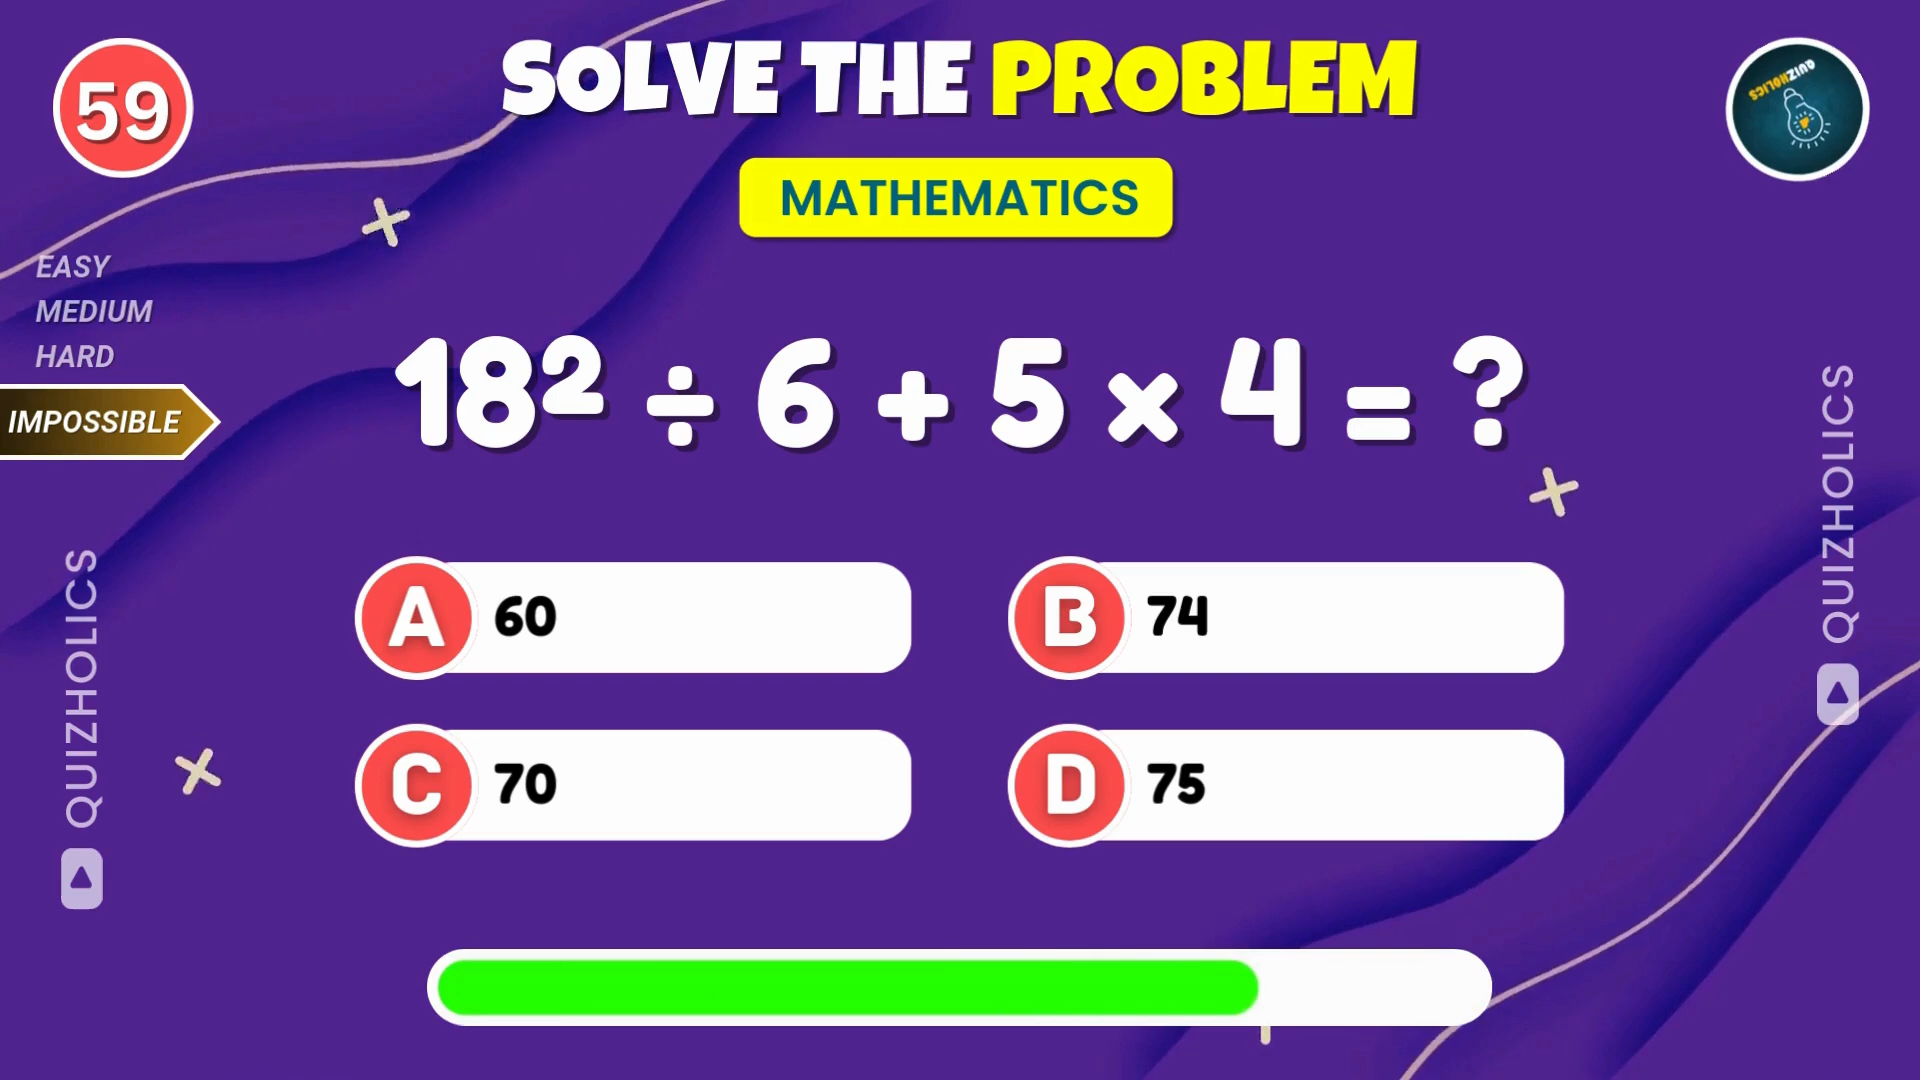 59
SOLVE THE PROBLEM
QUIZHOLICS
MATHEMATICS
EASY
MEDIUM
HARD
IMPOSSIBLE
18² ÷ 6 + 5 × 4 = ?
A 60
B 74
C 70
D 75
QUIZHOLICS
QUIZHOLICS